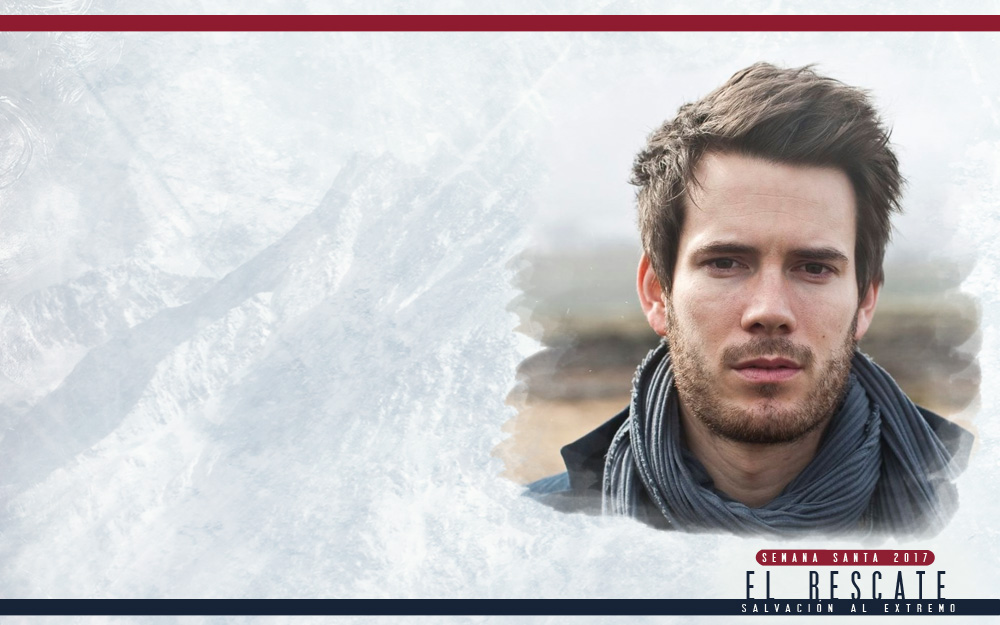 SEMANA SANTA 2017
EL RESCATE
SALVACIÓN AL EXTREMO